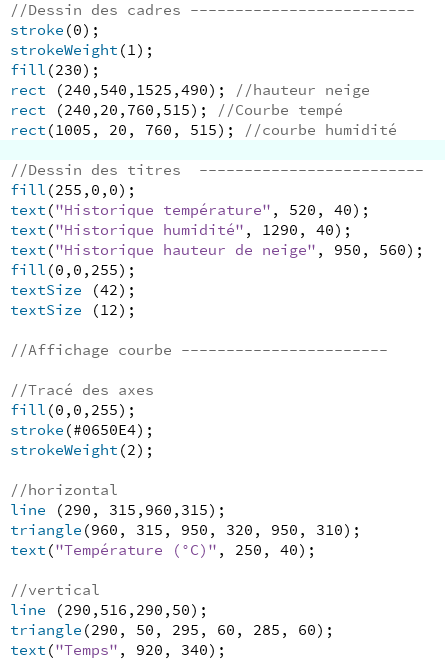 //Dessin des cadres -------------------------
stroke(0);
strokeWeight(1);
fill(230);
rect (240,540,1525,490); //hauteur neige
rect (240,20,760,515); //Courbe tempé
rect(1005, 20, 760, 515); //courbe humidité
//Dessin des titres  -------------------------
fill(255,0,0);
text("Historique température", 520, 40);
text("Historique humidité", 1290, 40);
text("Historique hauteur de neige", 950, 560);
fill(0,0,255);
textSize (42);
textSize (12);
//Affichage courbe -----------------------
//Tracé des axes
fill(0,0,255);
stroke(#0650E4);
strokeWeight(2);
//horizontal
line (290, 315,960,315);
triangle(960, 315, 950, 320, 950, 310);
text("Température (°C)", 250, 40);
//vertical
line (290,516,290,50);
triangle(290, 50, 295, 60, 285, 60);
text("Temps", 920, 340);